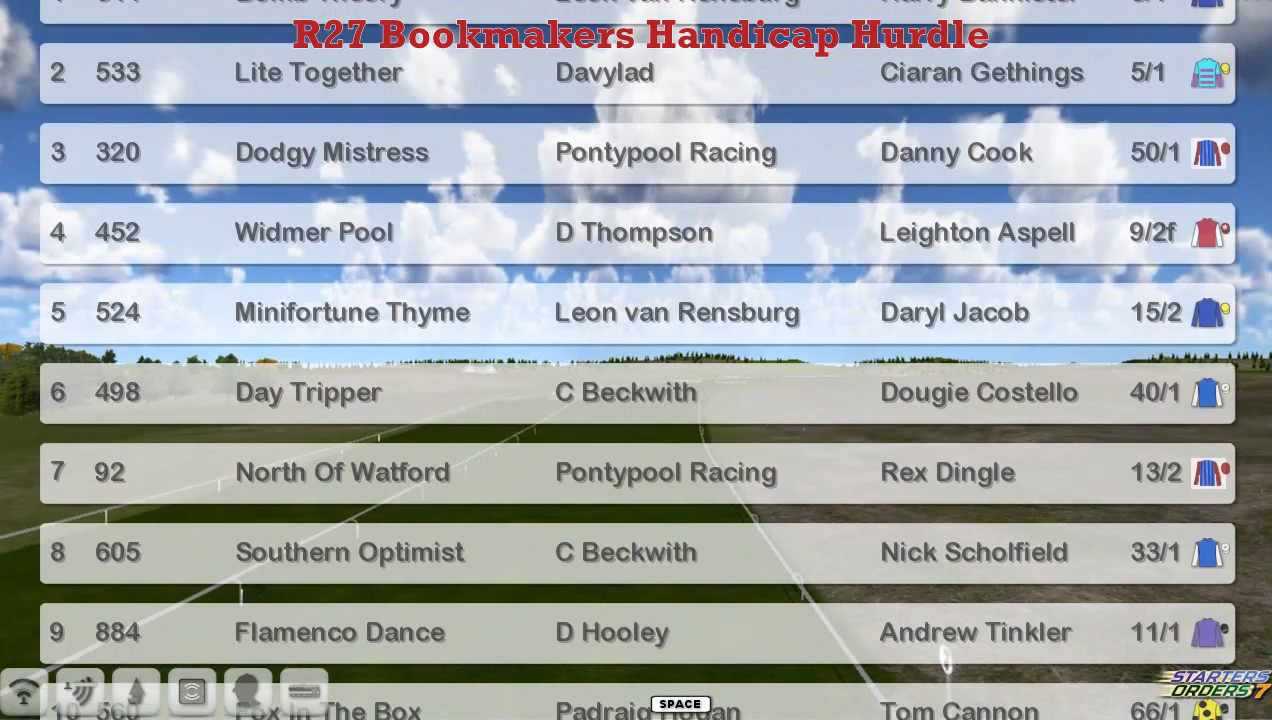 R27 Bookmakers Handicap Hurdle
2 533 Lite Together Davylad Ciaran Gethings 5/1
3 320 Dodgy Mistress Pontypool Racing Danny Cook 50/1
4 452 Widmer Pool D Thompson Leighton Aspell 9/2f
5 524 Minifortune Thyme Leon van Rensburg Daryl Jacob 15/2
6 498 Day Tripper C Beckwith Dougie Costello 40/1
7 92 North Of Watford Pontypool Racing Rex Dingle 13/2
8 605 Southern Optimist C Beckwith Nick Scholfield 33/1
9 884 Flamenco Dance D Hooley Andrew Tinkler 11/1
10 560 Fox In The Box Padraig Hogan Tom Cannon 66/1
SPACE
STARTERS
ORDERS 7